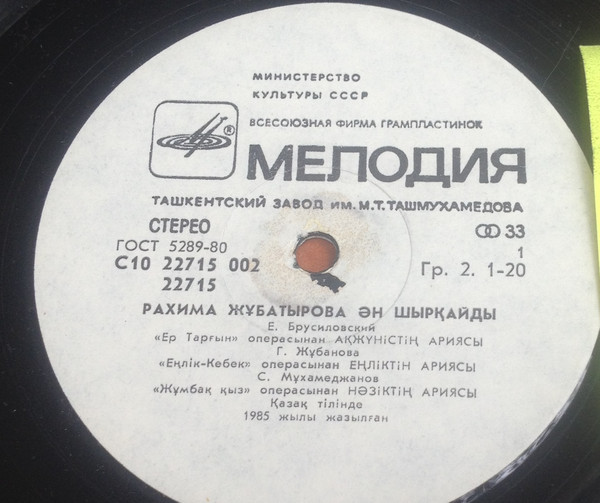 МИНИСТЕРСТВО
КУЛЬТУРЫ СССР
ВСЕСОЮЗНАЯ ФИРМА ГРАМПЛАСТИНОК
® МЕЛОДИЯ
ТАШКЕНТСКИЙ ЗАВОД ИМ. М.Т. ТАШМУХАМЕДОВА
СТЕРЕО
ГОСТ 5289-80
С10 22715 002
22715
33
1
Гр. 2. 1-20
РАХИМА ЖҰБАТЫРОВА ӘН ШЫРҚАЙДЫ
Е. Брусиловский
«Ер Тарғын» операсынан АҚЖҮНІСТІҢ АРИЯСЫ
Г. Жұбанова
«Еңлік-Кебек» операсынан ЕҢЛІКТІҢ АРИЯСЫ
С. Мұхамеджанов
«Жұмбақ қыз» операсынан НӘЗІКТІҢ АРИЯСЫ
Қазақ тілінде
1985 жылы жазылған